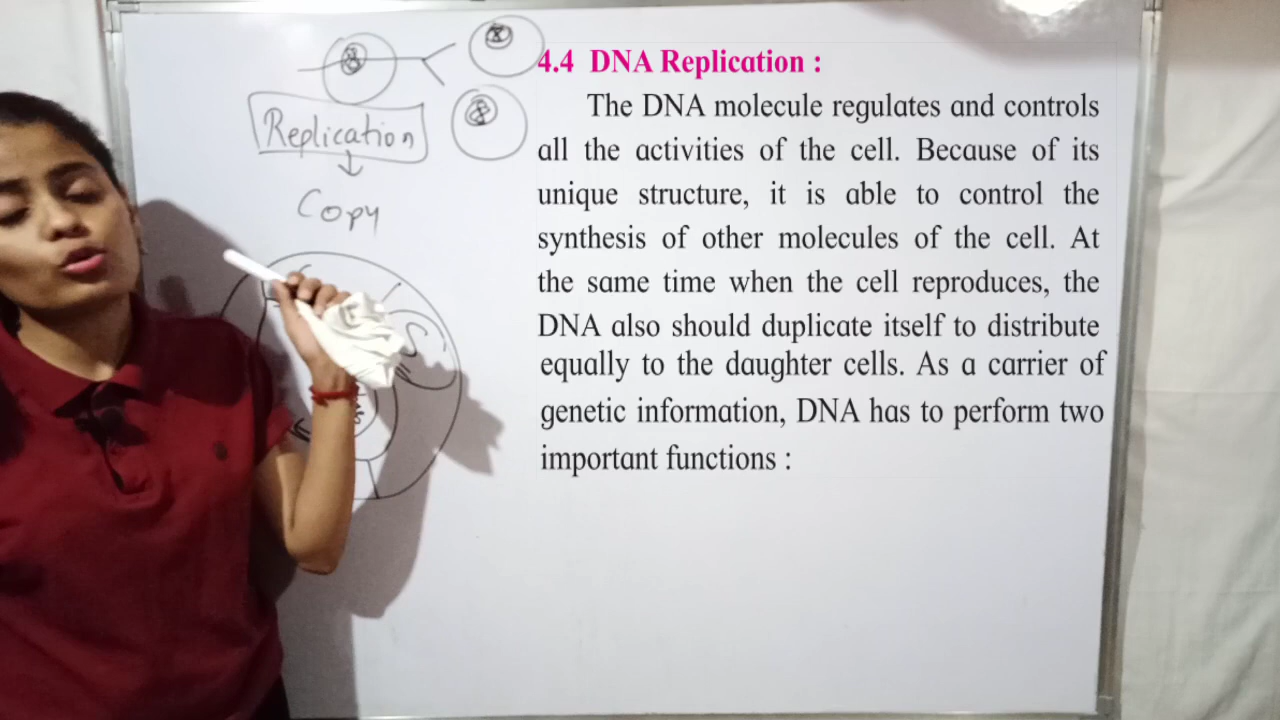 Replication
Copy
S
4.4 DNA Replication :
The DNA molecule regulates and controls
all the activities of the cell. Because of its
unique structure, it is able to control the
synthesis of other molecules of the cell. At
the same time when the cell reproduces, the
DNA also should duplicate itself to distribute
equally to the daughter cells. As a carrier of
genetic information, DNA has to perform two
important functions :